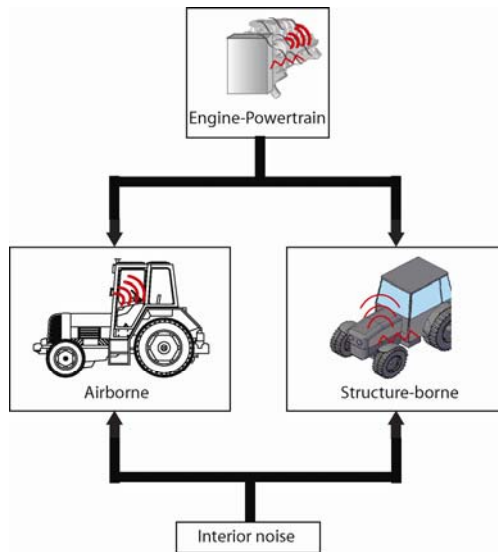 Engine-Powertrain
Airborne
Structure-borne
Interior noise